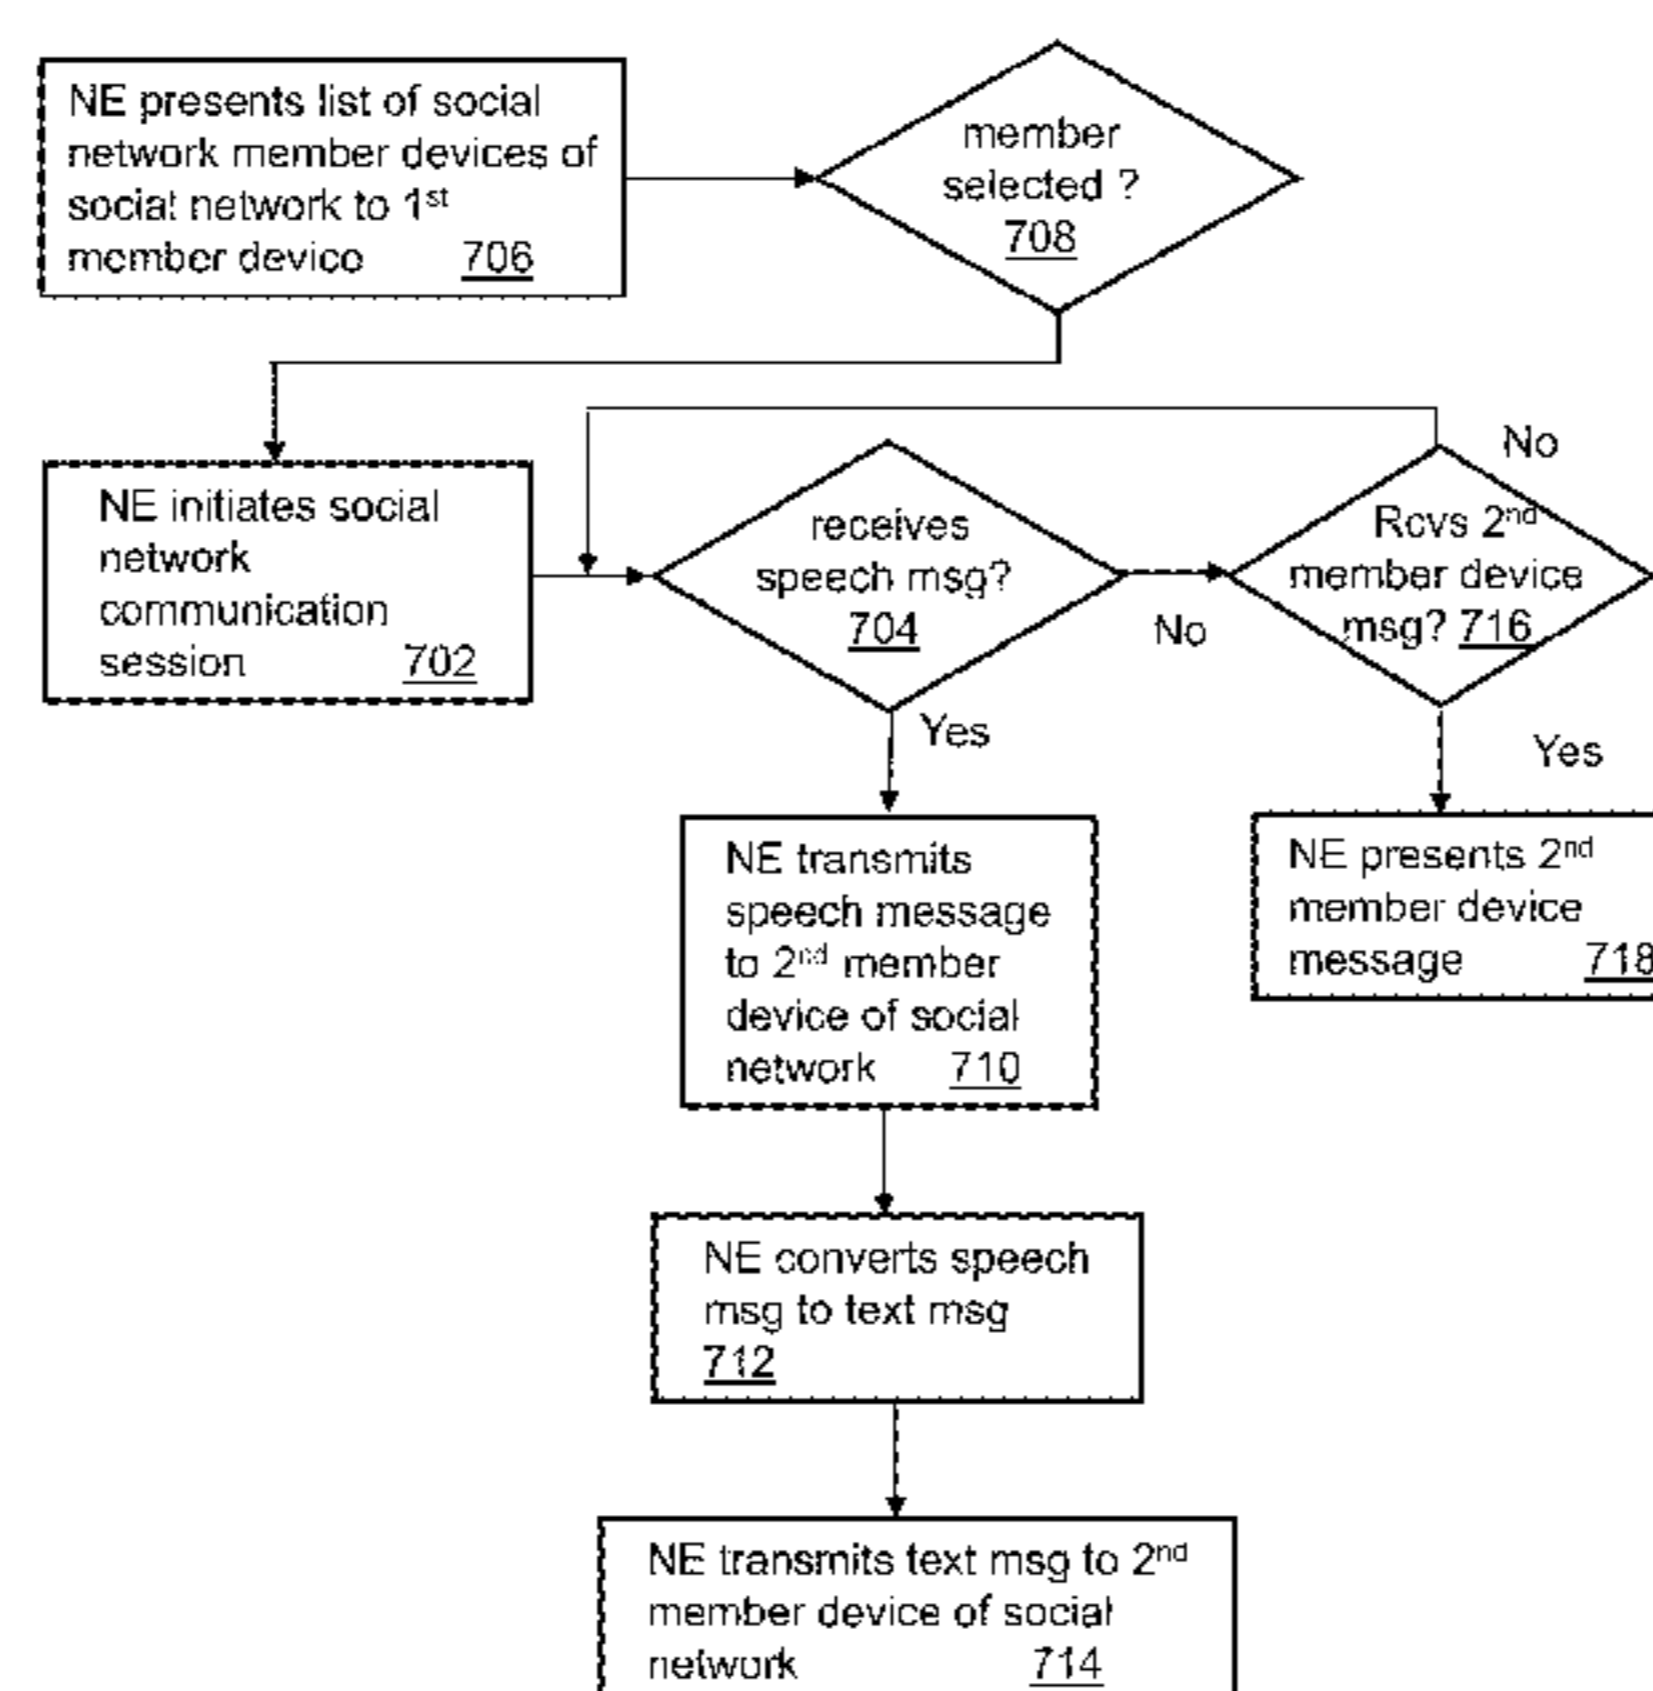 NE presents list of social
network member devices of
social network to 1st
member device 706
member
selected ?
708
NE initiates social
network
communication
session 702
receives
speech msg?
704
No
Rcvs 2nd
member device
msg? 716
No
Yes
Yes
NE transmits
speech message
to 2nd member
device of social
network 710
NE presents 2nd
member device
message 718
NE converts speech
msg to text msg
712
NE transmits text msg to 2nd
member device of social
network 714